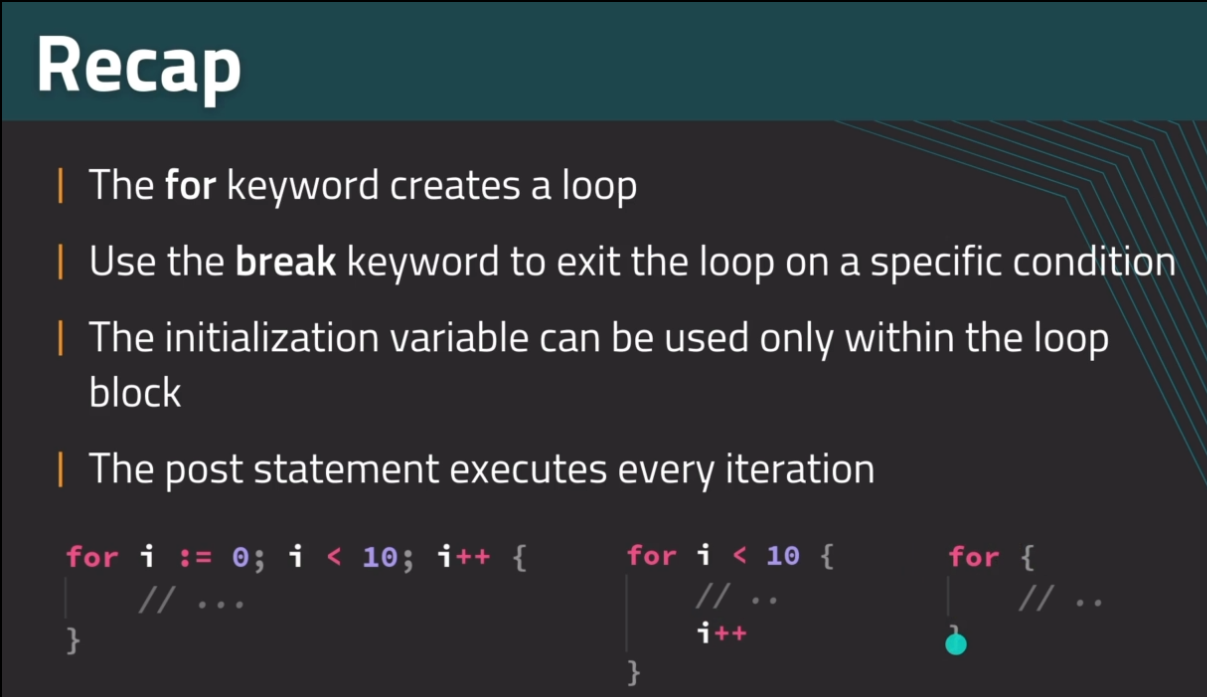 Recap
The for keyword creates a loop
Use the break keyword to exit the loop on a specific condition
The initialization variable can be used only within the loop
block
The post statement executes every iteration
for i := 0; i < 10; i++ {
// ...
}
for i < 10 {
// ..
i++
}
for {
// ..
}